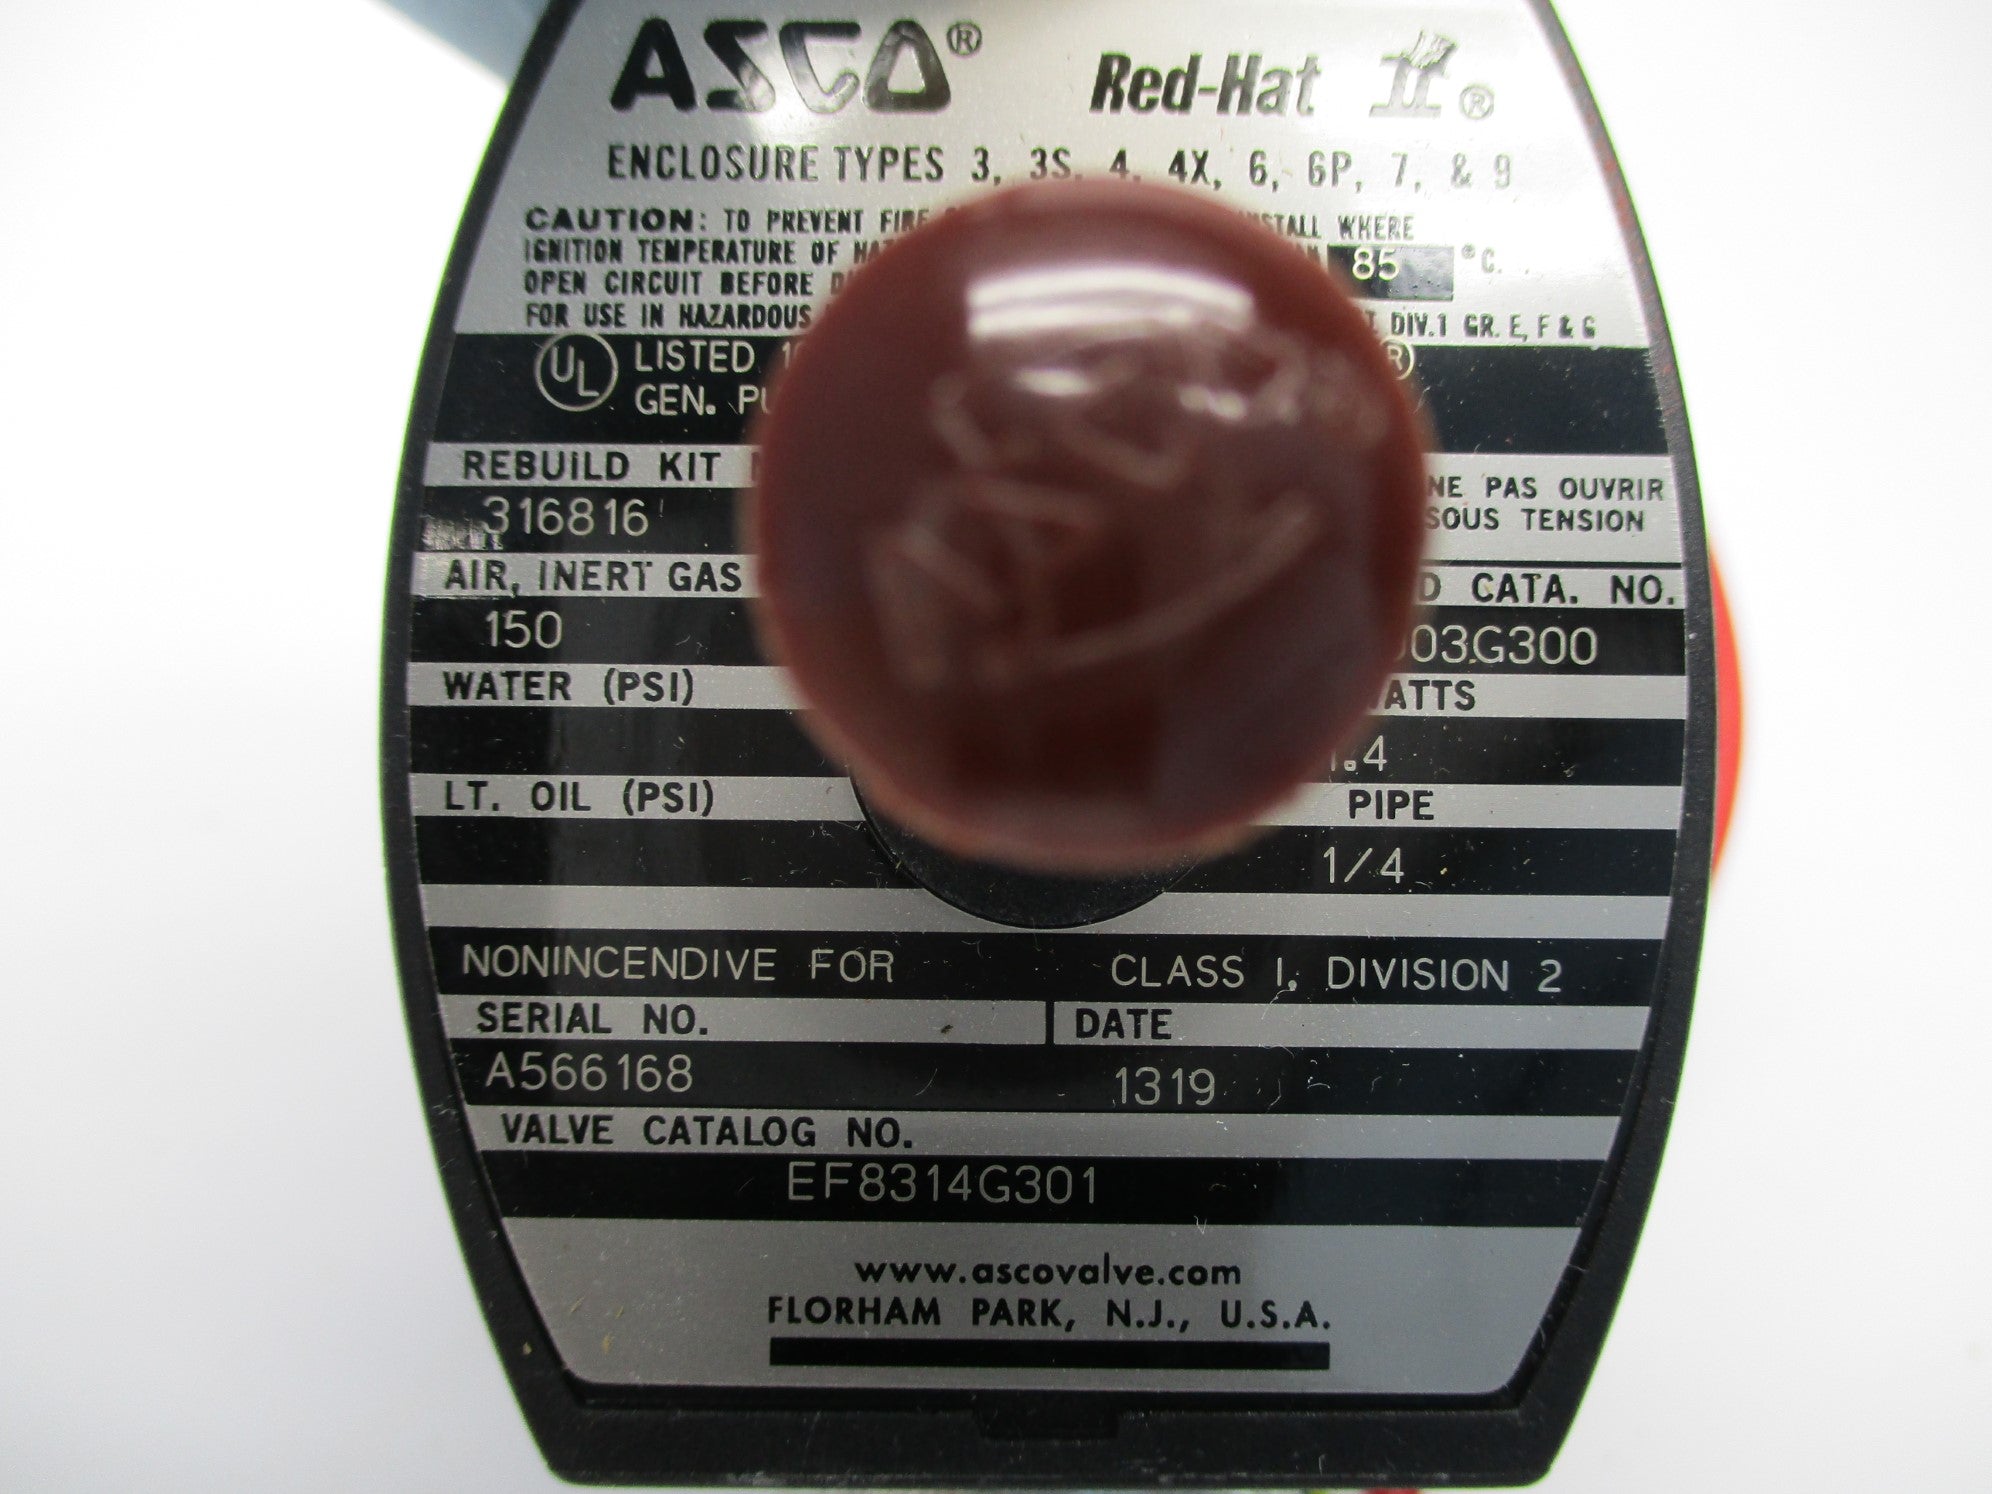 ASCO® Red-Hat II®
ENCLOSURE TYPES 3, 3S, 4, 4X, 6, 6P, 7, & 9
CAUTION: TO PREVENT FIRE WHERE
IGNITION TEMPERATURE OF 85 °C.
OPEN CIRCUIT BEFORE
FOR USE IN HAZARDOUS DIV.1 GR. E, F & G
UL LISTED ®
GEN.
REBUILD KIT NE PAS OUVRIR
316816 SOUS TENSION
AIR, INERT GAS CATA. NO.
150 03G300
WATER (PSI) WATTS
.4
LT. OIL (PSI) PIPE
1/4
NONINCENDIVE FOR CLASS I, DIVISION 2
SERIAL NO. DATE
A566168 1319
VALVE CATALOG NO.
EF8314G301
www.ascovalve.com
FLORHAM PARK, N.J., U.S.A.